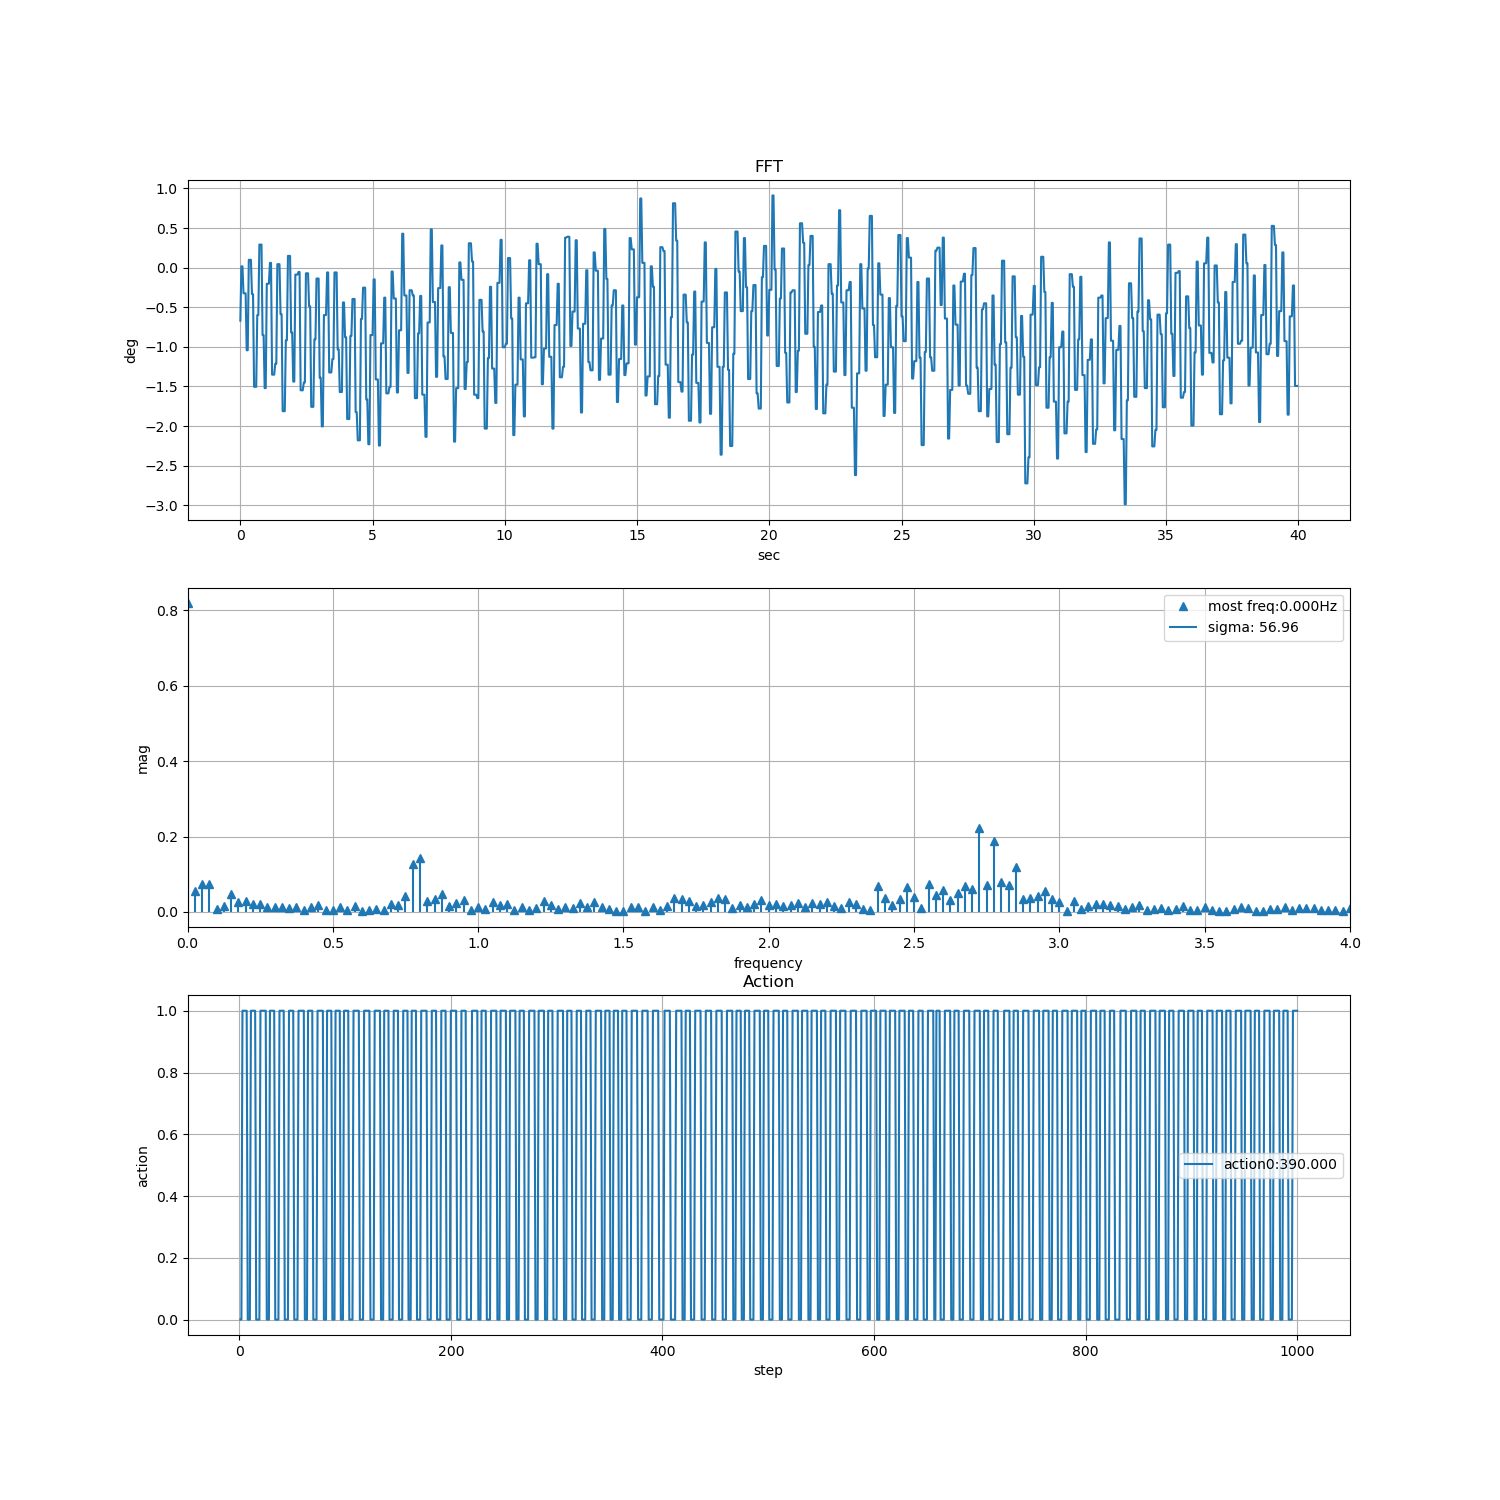 FFT
1.0
0.5
0.0
−0.5
−1.0
−1.5
−2.0
−2.5
−3.0
deg
0 5 10 15 20 25 30 35 40
sec
0.8
0.6
0.4
0.2
0.0
mag
most freq:0.000Hz
sigma: 56.96
0.0 0.5 1.0 1.5 2.0 2.5 3.0 3.5 4.0
frequency
Action
1.0
0.8
0.6
0.4
0.2
0.0
action
action0:390.000
0 200 400 600 800 1000
step